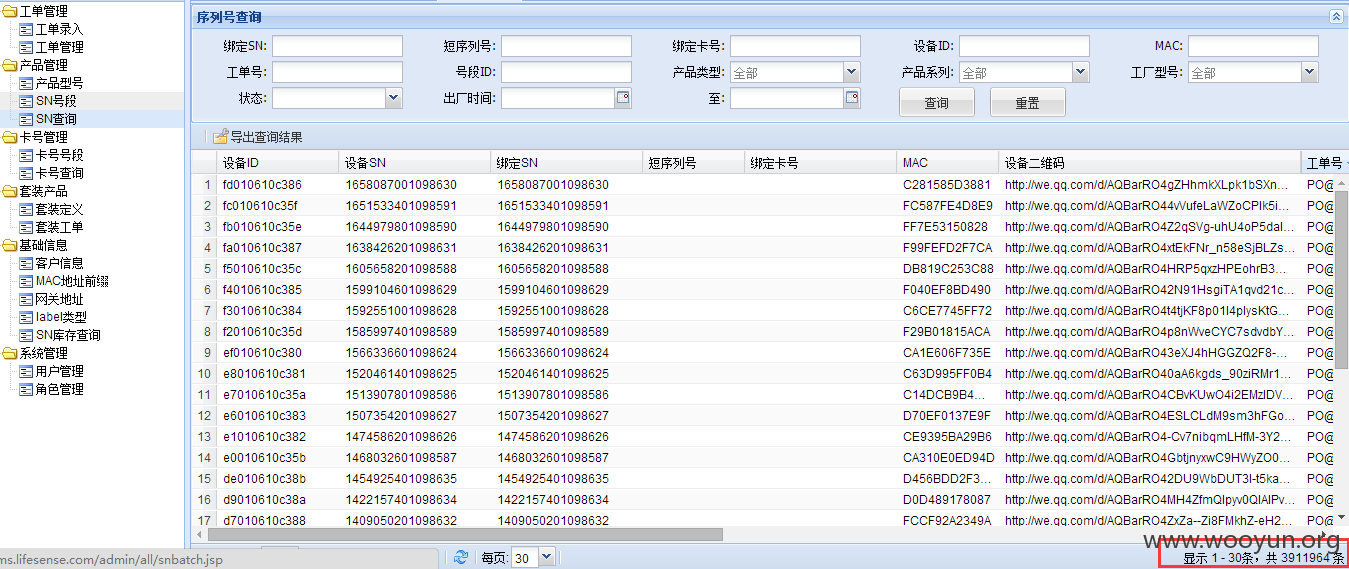 工单管理
工单录入
工单管理
产品管理
产品型号
SN号段
SN查询
卡号管理
卡号号段
卡号查询
套装产品
套装定义
套装工单
基础信息
客户信息
MAC地址前缀
网关地址
label类型
SN库存查询
系统管理
用户管理
角色管理
序列号查询
绑定SN: 短序列号: 绑定卡号: 设备ID: MAC:
工单号: 号段ID: 产品类型: 全部 产品系列: 全部 工厂型号: 全部
状态: 出厂时间: 至: 查询 重置
导出查询结果
设备ID 设备SN 绑定SN 短序列号 绑定卡号 MAC 设备二维码 工单号
1 fd010610c386 1658087001098630 1658087001098630 C281585D3881 http://we.qq.com/d/AQBarRO4gZHhmkXLpk1bSXn... PO@
2 fc010610c35f 1651533401098591 1651533401098591 FC587FE4D8E9 http://we.qq.com/d/AQBarRO44vVufeLaWZoCPlk5i... PO@
3 fb010610c35e 1644979801098590 1644979801098590 FF7E53150828 http://we.qq.com/d/AQBarRO4Z2qSVg-uhU4oP5dal... PO@
4 fa010610c387 1638426201098631 1638426201098631 F99FEFD2F7CA http://we.qq.com/d/AQBarRO4xtEkFNr_n58eSjBLZs... PO@
5 f5010610c35c 1605658201098588 1605658201098588 DB819C253C88 http://we.qq.com/d/AQBarRO4HRP5qxzHPEohrB3... PO@
6 f4010610c385 1599104601098629 1599104601098629 F040EF8BD490 http://we.qq.com/d/AQBarRO42N91HsgiTA1qvd21c... PO@
7 f3010610c384 1592551001098628 1592551001098628 C6CE7745FF72 http://we.qq.com/d/AQBarRO4t4tjKF8p01I4plysKtG... PO@
8 f2010610c35d 1585997401098589 1585997401098589 F29B01815ACA http://we.qq.com/d/AQBarRO4p8nWveCYC7sdvdbY... PO@
9 ef010610c380 1566336601098624 1566336601098624 CA1E606F735E http://we.qq.com/d/AQBarRO43eXJ4hHGGZQ2F8-... PO@
10 e8010610c381 1520461401098625 1520461401098625 C63D995FF0B4 http://we.qq.com/d/AQBarRO40aA6kgds_90ziRMr1... PO@
11 e7010610c35a 1513907801098586 1513907801098586 C14DCB9B4... http://we.qq.com/d/AQBarRO4CBvKUwO4i2EMzIDV... PO@
12 e6010610c383 1507354201098627 1507354201098627 D70EF0137E9F http://we.qq.com/d/AQBarRO4ESLCLdM9sm3hFGo... PO@
13 e1010610c382 1474586201098626 1474586201098626 CE9395BA29B6 http://we.qq.com/d/AQBarRO4-Cv7nibqmLHfM-3Y2... PO@
14 e0010610c35b 1468032601098587 1468032601098587 CA310E0ED94D http://we.qq.com/d/AQBarRO4GbtjnyxwC9HWyZO0... PO@
15 de010610c38b 1454925401098635 1454925401098635 D456BDD2F3... http://we.qq.com/d/AQBarRO42DU9WbDUT3I-t5ka... PO@
16 d9010610c38a 1422157401098634 1422157401098634 D0D489178087 http://we.qq.com/d/AQBarRO4MH4ZfmQlpyv0QIAlPv... PO@
17 d7010610c388 1409050201098632 1409050201098632 FCCF92A2349A http://we.qq.com/d/AQBarRO4ZxZa--Zi8FMkhZ-eH2... PO@
www.wooyun.org
ms.lifesense.com/admin/all/snbatch.jsp
每页: 30
显示 1 - 30条，共 3911964 条